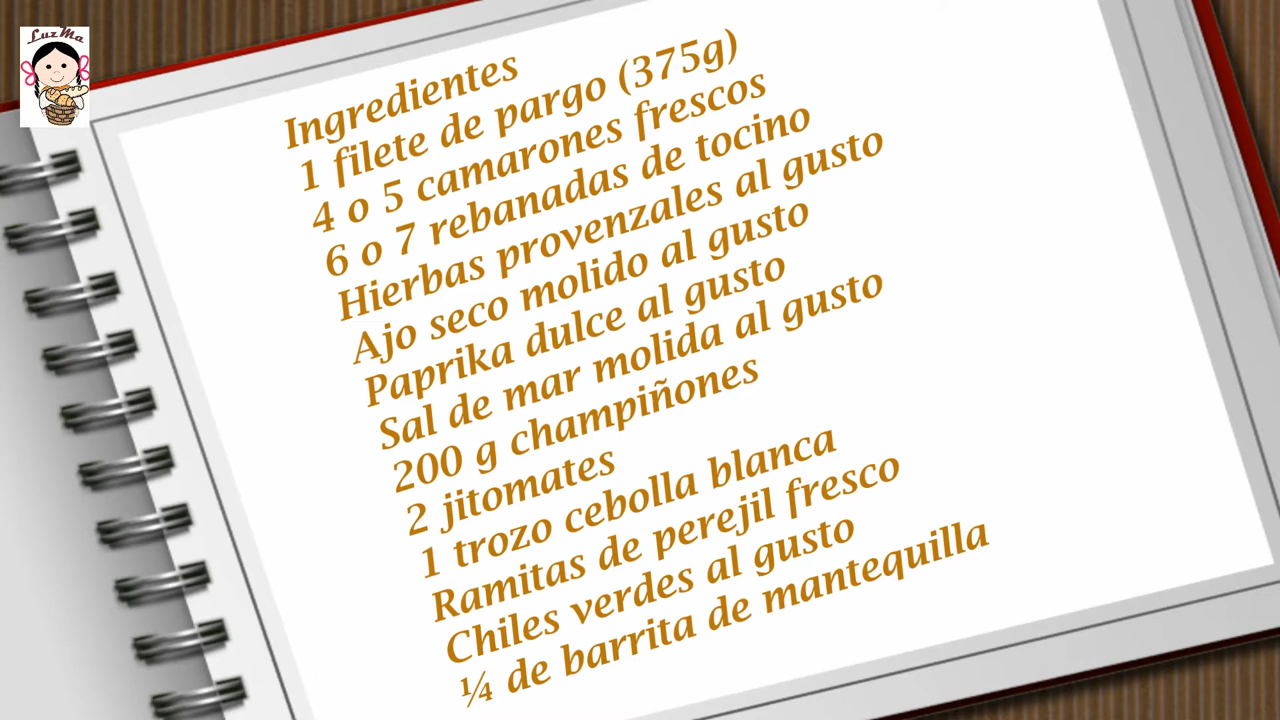 LuzMa
Ingredientes
1 filete de pargo (375g)
4 o 5 camarones frescos
6 o 7 rebanadas de tocino
Hierbas provenzales al gusto
Ajo seco molido al gusto
Paprika dulce al gusto
Sal de mar molida al gusto
200 g champiñones
2 jitomates
1 trozo cebolla blanca
Ramitas de perejil fresco
Chiles verdes al gusto
¼ de barrita de mantequilla